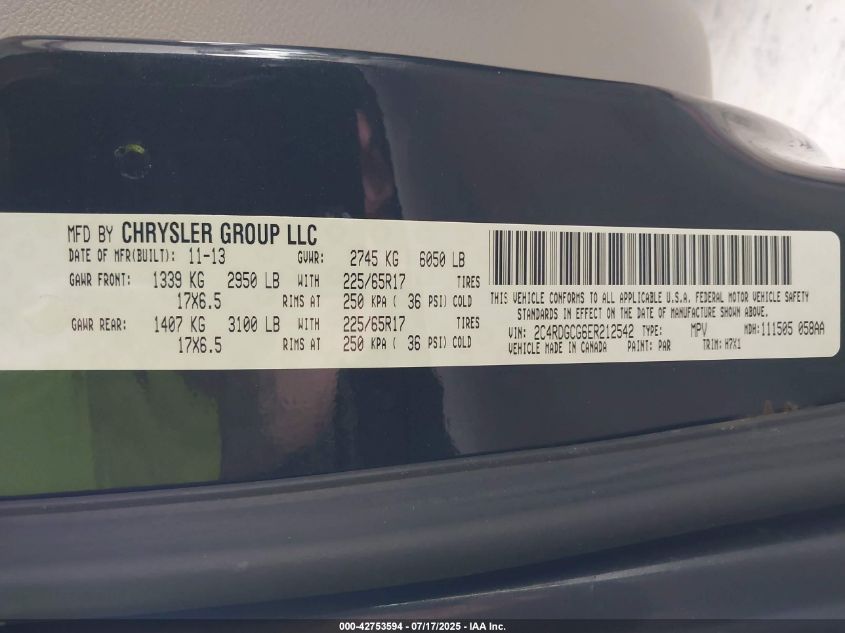 MFD BY CHRYSLER GROUP LLC
DATE OF MFR(BUILT): 11-13 GVWR: 2745 KG 6050 LB
GAWR FRONT: 1339 KG 2950 LB WITH 225/65R17 TIRES
17X6.5 RIMS AT 250 KPA ( 36 PSI) COLD
GAWR REAR: 1407 KG 3100 LB WITH 225/65R17 TIRES
17X6.5 RIMS AT 250 KPA ( 36 PSI) COLD
THIS VEHICLE CONFORMS TO ALL APPLICABLE U.S.A. FEDERAL MOTOR VEHICLE SAFETY
STANDARDS IN EFFECT ON THE DATE OF MANUFACTURE SHOWN ABOVE.
VIN: 2C4RDGCG6ER212542 TYPE: MPV MDH:111505 058AA
VEHICLE MADE IN CANADA PAINT: PAR TRIM: H7X1
000-42753594 - 07/17/2025 - IAA Inc.